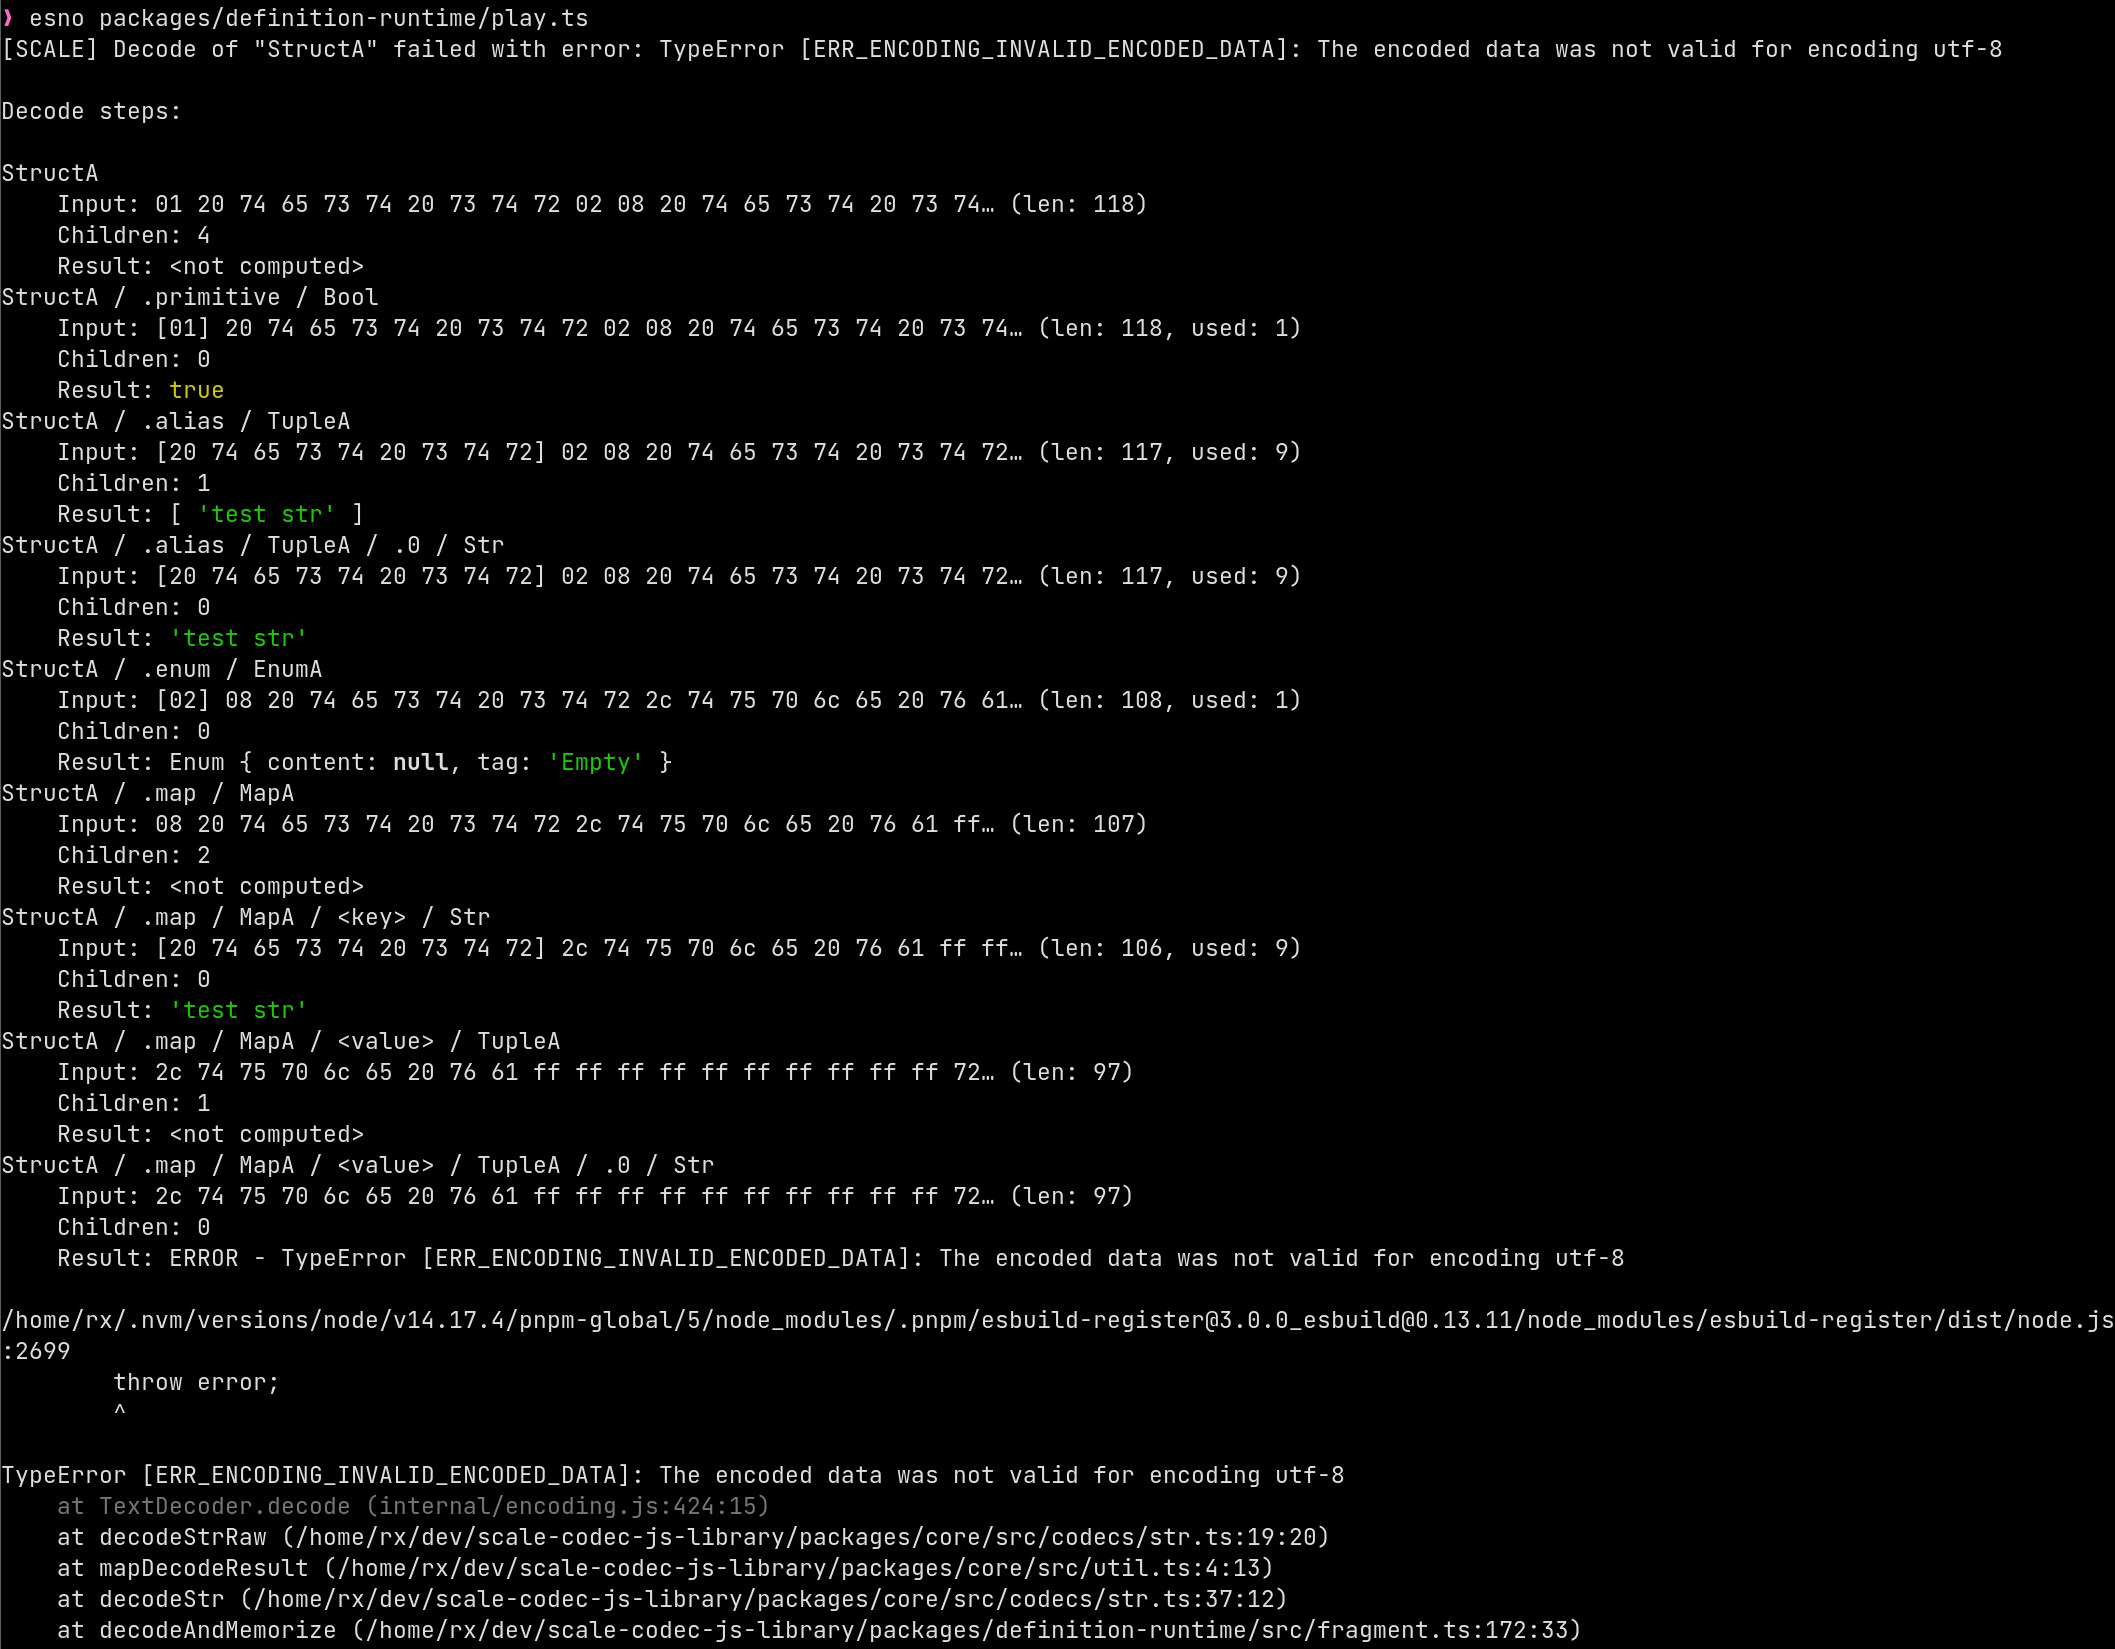 ❱ esno packages/definition-runtime/play.ts
[SCALE] Decode of "StructA" failed with error: TypeError [ERR_ENCODING_INVALID_ENCODED_DATA]: The encoded data was not valid for encoding utf-8

Decode steps:

StructA
    Input: 01 20 74 65 73 74 20 73 74 72 02 08 20 74 65 73 74 20 73 74… (len: 118)
    Children: 4
    Result: <not computed>
StructA / .primitive / Bool
    Input: [01] 20 74 65 73 74 20 73 74 72 02 08 20 74 65 73 74 20 73 74… (len: 118, used: 1)
    Children: 0
    Result: true
StructA / .alias / TupleA
    Input: [20 74 65 73 74 20 73 74 72] 02 08 20 74 65 73 74 20 73 74 72… (len: 117, used: 9)
    Children: 1
    Result: [ 'test str' ]
StructA / .alias / TupleA / .0 / Str
    Input: [20 74 65 73 74 20 73 74 72] 02 08 20 74 65 73 74 20 73 74 72… (len: 117, used: 9)
    Children: 0
    Result: 'test str'
StructA / .enum / EnumA
    Input: [02] 08 20 74 65 73 74 20 73 74 72 2c 74 75 70 6c 65 20 76 61… (len: 108, used: 1)
    Children: 0
    Result: Enum { content: null, tag: 'Empty' }
StructA / .map / MapA
    Input: 08 20 74 65 73 74 20 73 74 72 2c 74 75 70 6c 65 20 76 61 ff… (len: 107)
    Children: 2
    Result: <not computed>
StructA / .map / MapA / <key> / Str
    Input: [20 74 65 73 74 20 73 74 72] 2c 74 75 70 6c 65 20 76 61 ff ff… (len: 106, used: 9)
    Children: 0
    Result: 'test str'
StructA / .map / MapA / <value> / TupleA
    Input: 2c 74 75 70 6c 65 20 76 61 ff ff ff ff ff ff ff ff ff ff 72… (len: 97)
    Children: 1
    Result: <not computed>
StructA / .map / MapA / <value> / TupleA / .0 / Str
    Input: 2c 74 75 70 6c 65 20 76 61 ff ff ff ff ff ff ff ff ff ff 72… (len: 97)
    Children: 0
    Result: ERROR - TypeError [ERR_ENCODING_INVALID_ENCODED_DATA]: The encoded data was not valid for encoding utf-8

/home/rx/.nvm/versions/node/v14.17.4/pnpm-global/5/node_modules/.pnpm/esbuild-register@3.0.0_esbuild@0.13.11/node_modules/esbuild-register/dist/node.js
:2699
        throw error;
        ^

TypeError [ERR_ENCODING_INVALID_ENCODED_DATA]: The encoded data was not valid for encoding utf-8
    at TextDecoder.decode (internal/encoding.js:424:15)
    at decodeStrRaw (/home/rx/dev/scale-codec-js-library/packages/core/src/codecs/str.ts:19:20)
    at mapDecodeResult (/home/rx/dev/scale-codec-js-library/packages/core/src/util.ts:4:13)
    at decodeStr (/home/rx/dev/scale-codec-js-library/packages/core/src/codecs/str.ts:37:12)
    at decodeAndMemorize (/home/rx/dev/scale-codec-js-library/packages/definition-runtime/src/fragment.ts:172:33)